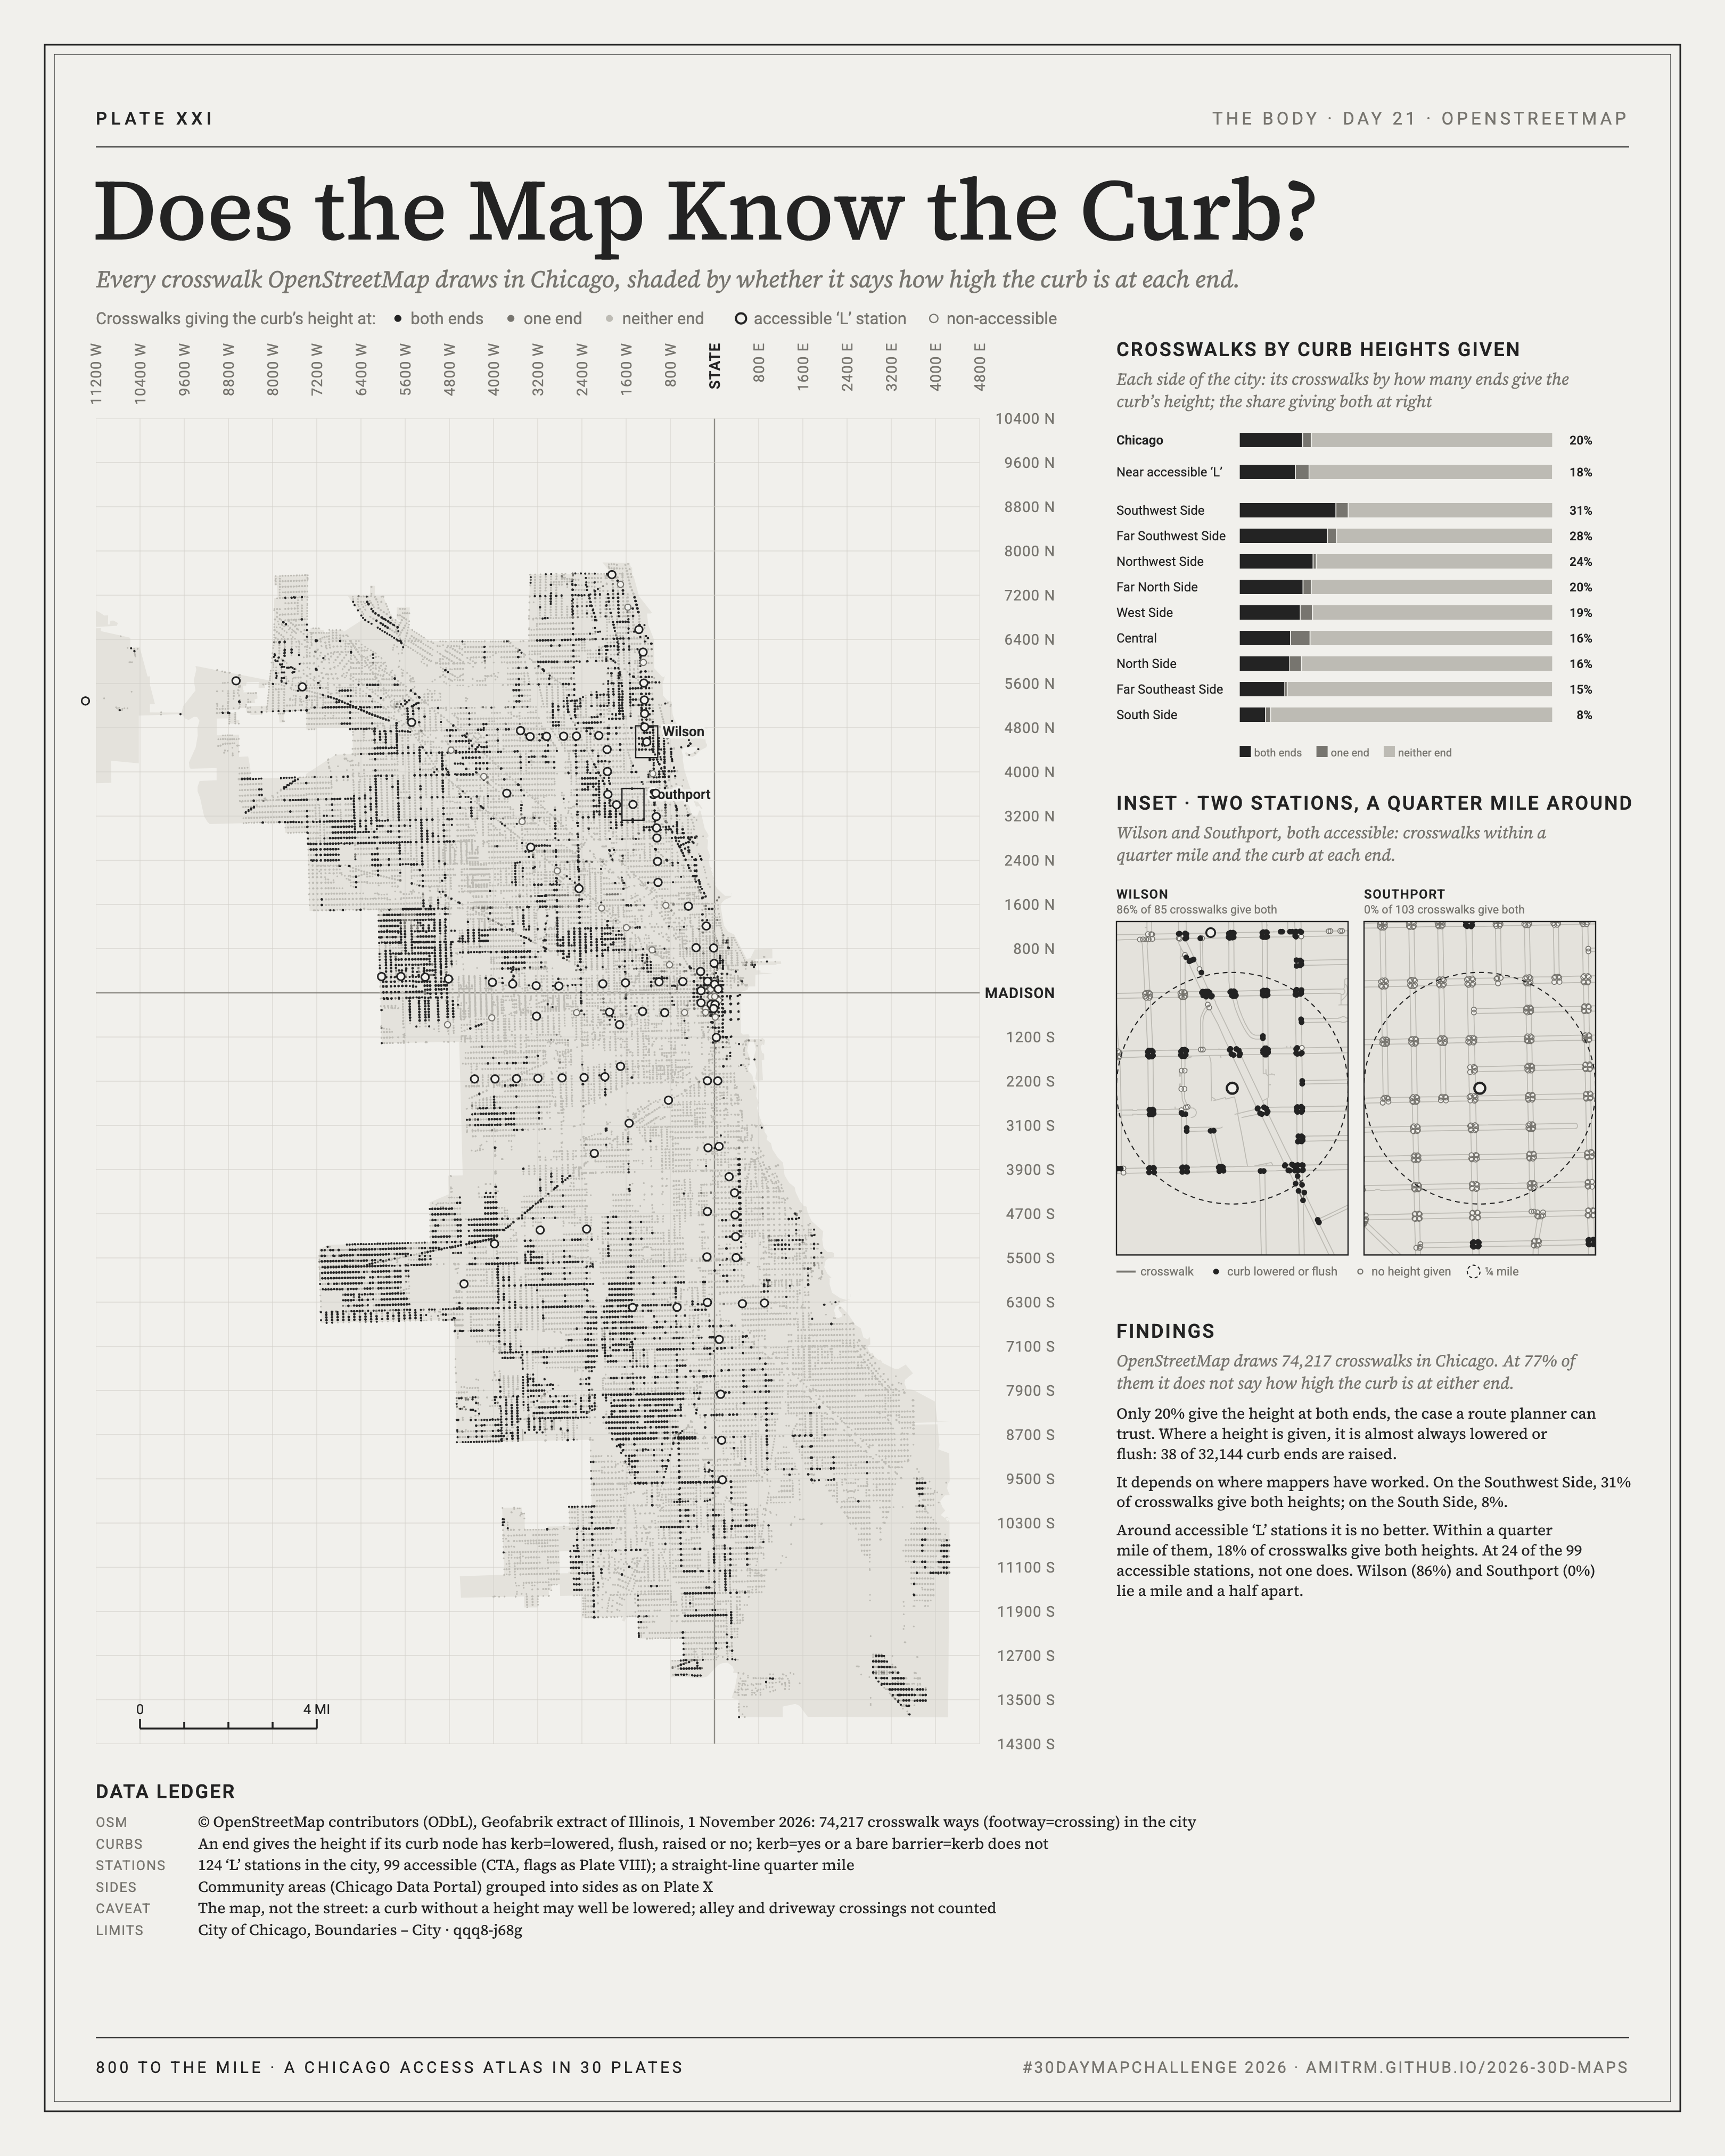 PLATE XXI
THE BODY · DAY 21 · OPENSTREETMAP
Does the Map Know the Curb?
Every crosswalk OpenStreetMap draws in Chicago, shaded by whether it says how high the curb is at each end.
Crosswalks giving the curb’s height at: both ends one end neither end accessible ‘L’ station non-accessible
11200 W
10400 W
9600 W
8800 W
8000 W
7200 W
6400 W
5600 W
4800 W
4000 W
3200 W
2400 W
1600 W
800 W
STATE
800 E
1600 E
2400 E
3200 E
4000 E
4800 E
10400 N
9600 N
8800 N
8000 N
7200 N
6400 N
5600 N
4800 N
4000 N
3200 N
2400 N
1600 N
800 N
MADISON
1200 S
2200 S
3100 S
3900 S
4700 S
5500 S
6300 S
7100 S
7900 S
8700 S
9500 S
10300 S
11100 S
11900 S
12700 S
13500 S
14300 S
Wilson
Southport
0 4 MI
CROSSWALKS BY CURB HEIGHTS GIVEN
Each side of the city: its crosswalks by how many ends give the
curb’s height; the share giving both at right
Chicago 20%
Near accessible ‘L’ 18%
Southwest Side 31%
Far Southwest Side 28%
Northwest Side 24%
Far North Side 20%
West Side 19%
Central 16%
North Side 16%
Far Southeast Side 15%
South Side 8%
both ends one end neither end
INSET · TWO STATIONS, A QUARTER MILE AROUND
Wilson and Southport, both accessible: crosswalks within a
quarter mile and the curb at each end.
WILSON
86% of 85 crosswalks give both
SOUTHPORT
0% of 103 crosswalks give both
crosswalk curb lowered or flush no height given ¼ mile
FINDINGS
OpenStreetMap draws 74,217 crosswalks in Chicago. At 77% of
them it does not say how high the curb is at either end.
Only 20% give the height at both ends, the case a route planner can
trust. Where a height is given, it is almost always lowered or
flush: 38 of 32,144 curb ends are raised.
It depends on where mappers have worked. On the Southwest Side, 31%
of crosswalks give both heights; on the South Side, 8%.
Around accessible ‘L’ stations it is no better. Within a quarter
mile of them, 18% of crosswalks give both heights. At 24 of the 99
accessible stations, not one does. Wilson (86%) and Southport (0%)
lie a mile and a half apart.
DATA LEDGER
OSM © OpenStreetMap contributors (ODbL), Geofabrik extract of Illinois, 1 November 2026: 74,217 crosswalk ways (footway=crossing) in the city
CURBS An end gives the height if its curb node has kerb=lowered, flush, raised or no; kerb=yes or a bare barrier=kerb does not
STATIONS 124 ‘L’ stations in the city, 99 accessible (CTA, flags as Plate VIII); a straight-line quarter mile
SIDES Community areas (Chicago Data Portal) grouped into sides as on Plate X
CAVEAT The map, not the street: a curb without a height may well be lowered; alley and driveway crossings not counted
LIMITS City of Chicago, Boundaries – City · qqq8-j68g
800 TO THE MILE · A CHICAGO ACCESS ATLAS IN 30 PLATES
#30DAYMAPCHALLENGE 2026 · AMITRM.GITHUB.IO/2026-30D-MAPS